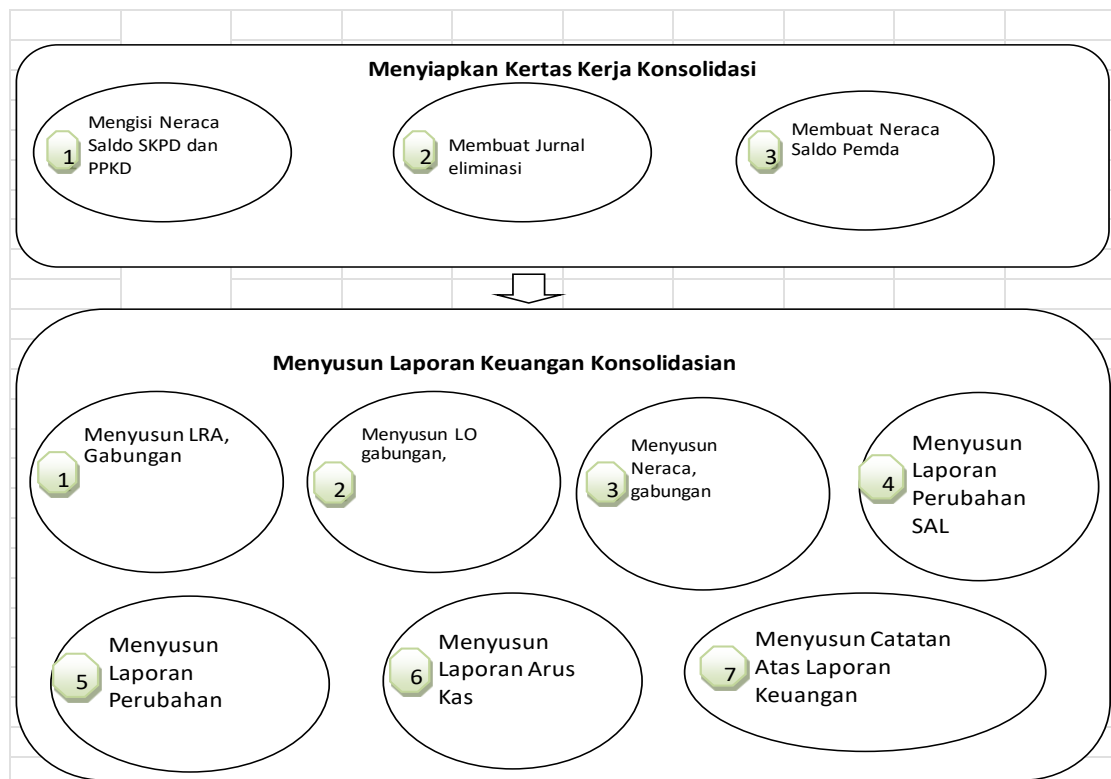 Menyiapkan Kertas Kerja Konsolidasi
1
Mengisi Neraca
Saldo SKPD dan
PPKD
2
Membuat Jurnal
eliminasi
3
Membuat Neraca
Saldo Pemda
Menyusun Laporan Keuangan Konsolidasian
1
Menyusun LRA,
Gabungan
2
Menyusun LO
gabungan,
3
Menyusun
Neraca,
gabungan
4
Menyusun
Laporan
Perubahan
SAL
5
Menyusun
Laporan
Perubahan
6
Menyusun
Laporan Arus
Kas
7
Menyusun Catatan
Atas Laporan
Keuangan